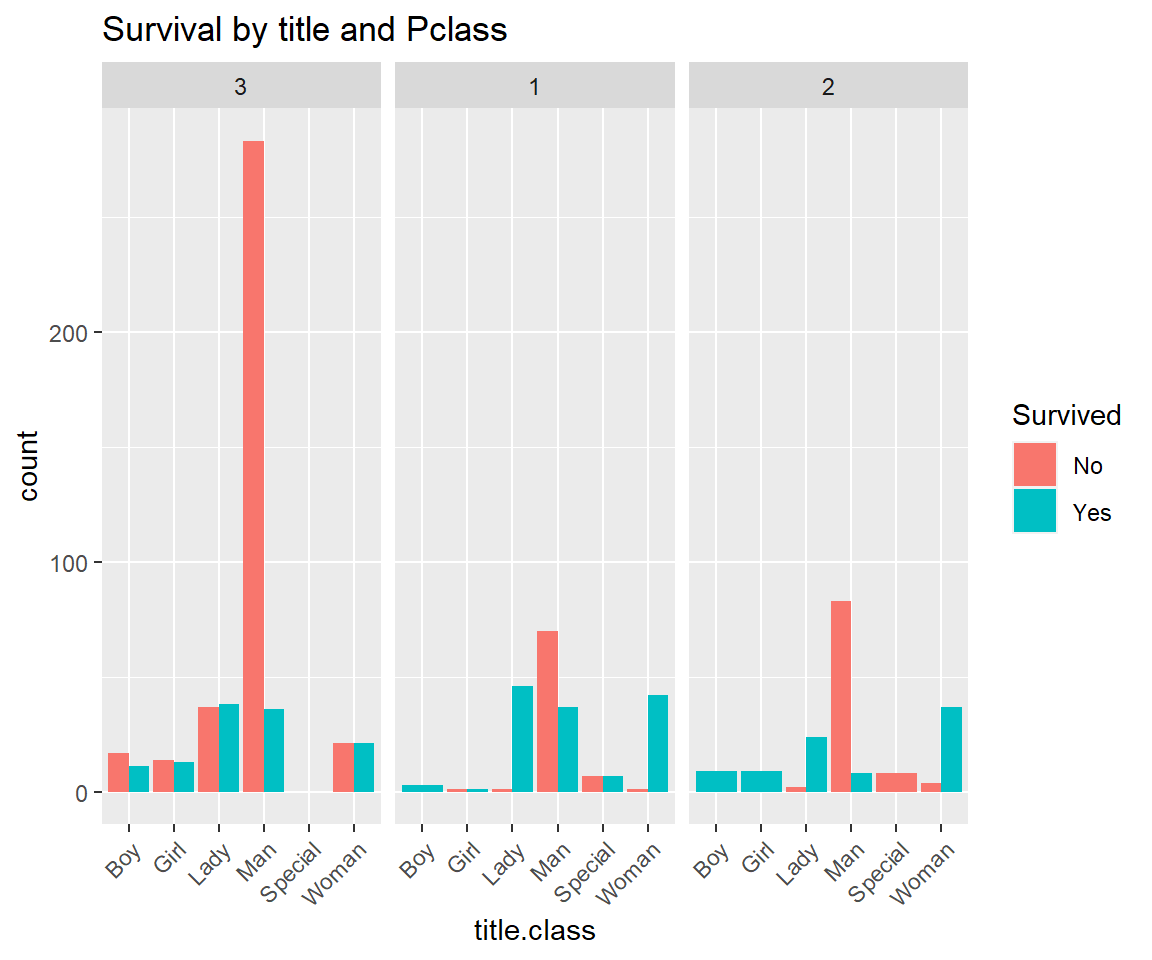 Survival by title and Pclass
3 1 2
200
100
0
count
Boy Girl Lady Man Special Woman Boy Girl Lady Man Special Woman Boy Girl Lady Man Special Woman
title.class
Survived
No
Yes